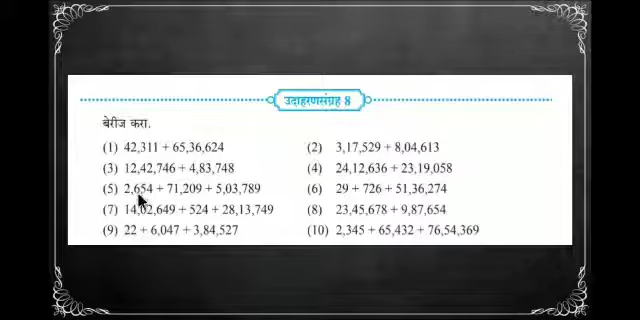 उदाहरणसंग्रह 8
बेरीज करा.
(1) 42,311 + 65,36,624 (2) 3,17,529 + 8,04,613
(3) 12,42,746 + 4,83,748 (4) 24,12,636 + 23,19,058
(5) 2,654 + 71,209 + 5,03,789 (6) 29 + 726 + 51,36,274
(7) 14,02,649 + 524 + 28,13,749 (8) 23,45,678 + 9,87,654
(9) 22 + 6,047 + 3,84,527 (10) 2,345 + 65,432 + 76,54,369